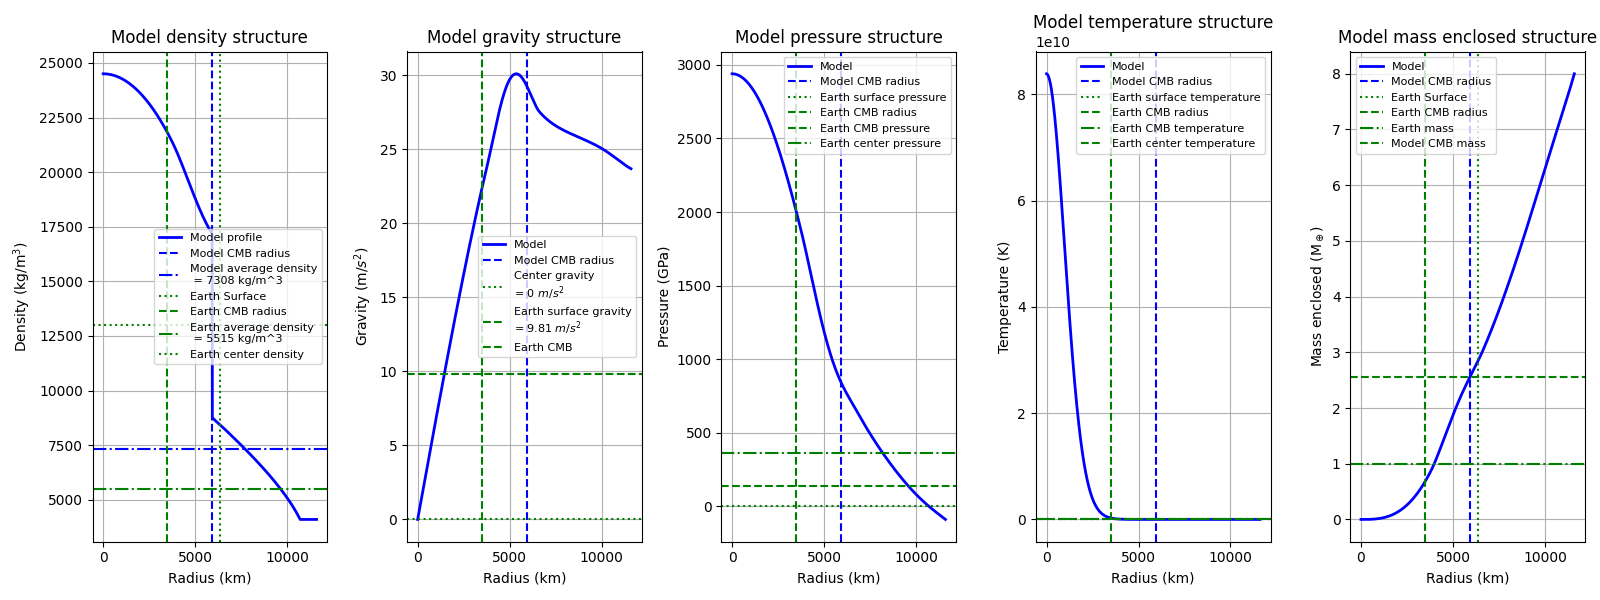 Model density structure
25000
22500
20000
17500
15000
12500
10000
7500
5000
Density (kg/m³)
0
5000
10000
Radius (km)
Model profile
Model CMB radius
Model average density
= 7308 kg/m^3
Earth Surface
Earth CMB radius
Earth average density
= 5515 kg/m^3
Earth center density
Model gravity structure
30
25
20
15
10
5
0
Gravity (m/s²)
0
5000
10000
Radius (km)
Model
Model CMB radius
Center gravity
= 0 m/s²
Earth surface gravity
= 9.81 m/s²
Earth CMB
Model pressure structure
3000
2500
2000
1500
1000
500
0
Pressure (GPa)
0
5000
10000
Radius (km)
Model
Model CMB radius
Earth surface pressure
Earth CMB radius
Earth CMB pressure
Earth center pressure
Model temperature structure
1e10
8
6
4
2
0
Temperature (K)
0
5000
10000
Radius (km)
Model
Model CMB radius
Earth surface temperature
Earth CMB radius
Earth CMB temperature
Earth center temperature
Model mass enclosed structure
8
7
6
5
4
3
2
1
0
Mass enclosed (M⊕)
0
5000
10000
Radius (km)
Model
Model CMB radius
Earth Surface
Earth CMB radius
Earth mass
Model CMB mass